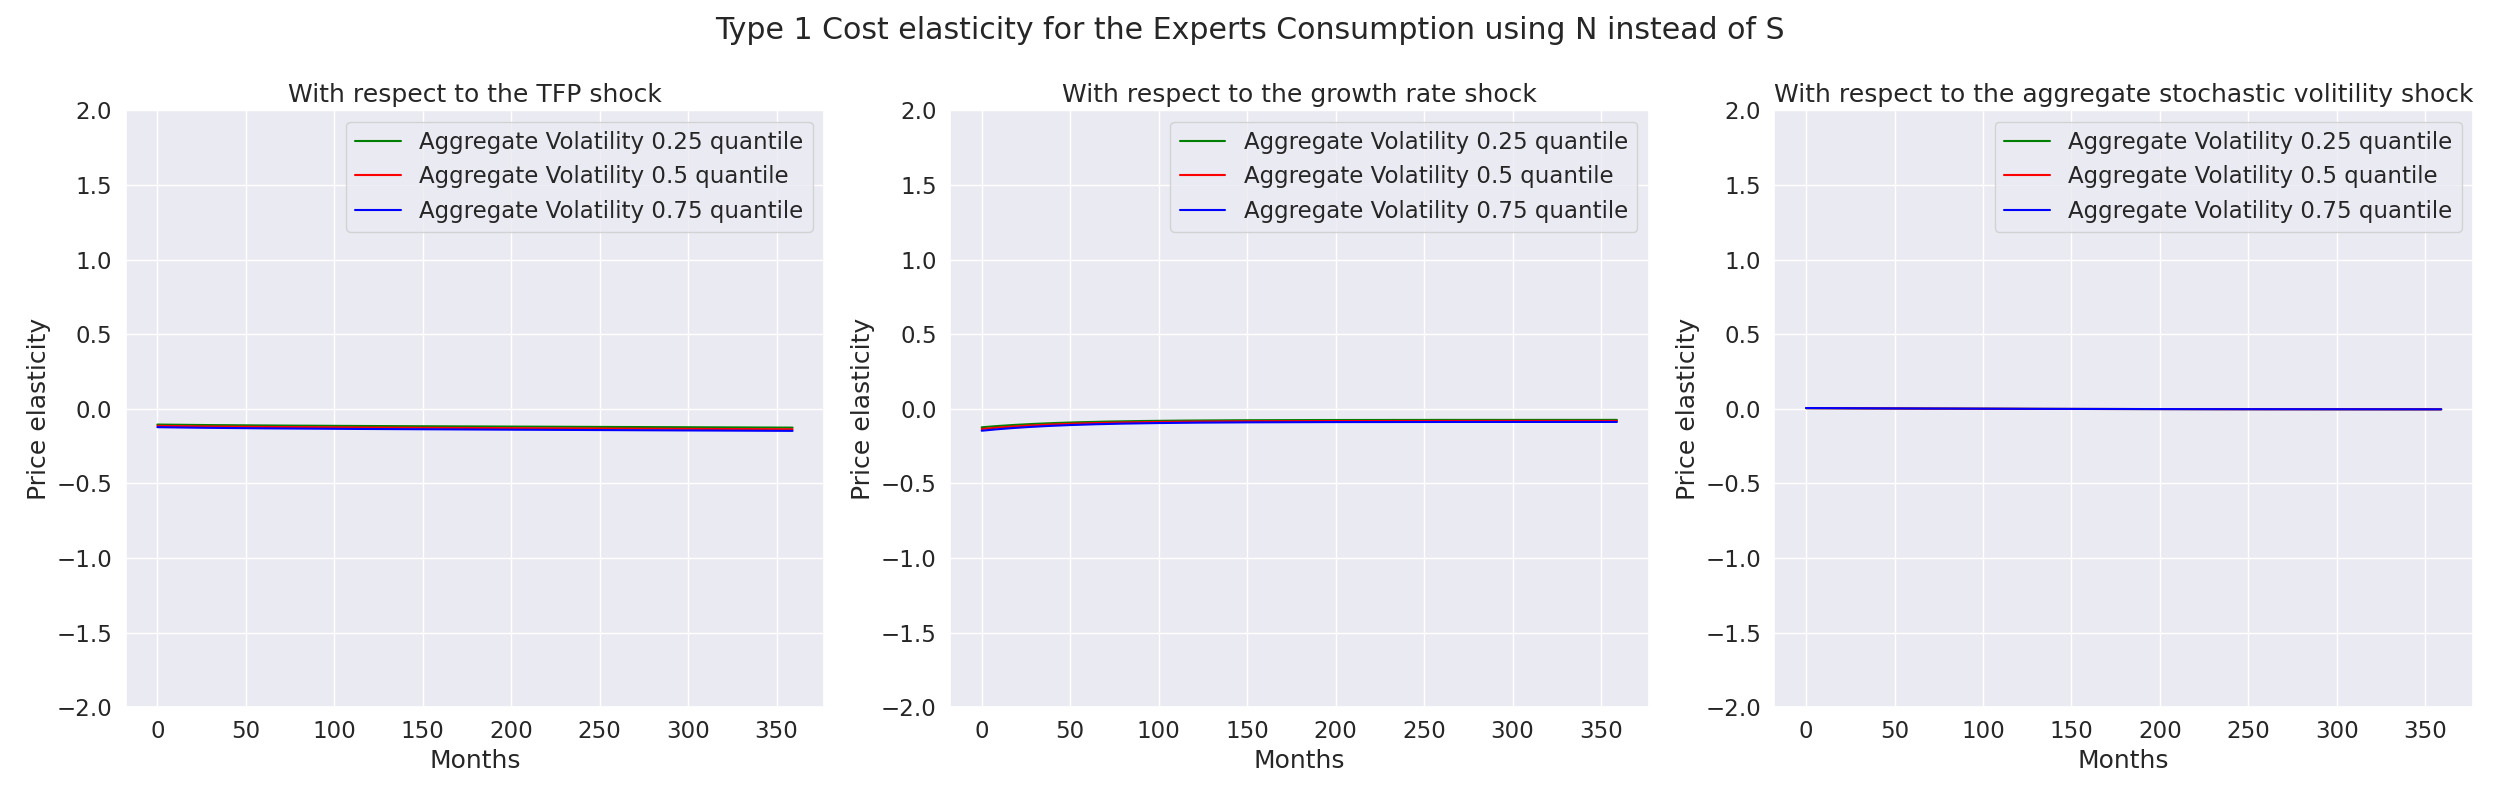 Type 1 Cost elasticity for the Experts Consumption using N instead of S
With respect to the TFP shock
2.0
1.5
1.0
0.5
0.0
−0.5
−1.0
−1.5
−2.0
Price elasticity
Aggregate Volatility 0.25 quantile
Aggregate Volatility 0.5 quantile
Aggregate Volatility 0.75 quantile
0 50 100 150 200 250 300 350
Months
With respect to the growth rate shock
2.0
1.5
1.0
0.5
0.0
−0.5
−1.0
−1.5
−2.0
Price elasticity
Aggregate Volatility 0.25 quantile
Aggregate Volatility 0.5 quantile
Aggregate Volatility 0.75 quantile
0 50 100 150 200 250 300 350
Months
With respect to the aggregate stochastic volitility shock
2.0
1.5
1.0
0.5
0.0
−0.5
−1.0
−1.5
−2.0
Price elasticity
Aggregate Volatility 0.25 quantile
Aggregate Volatility 0.5 quantile
Aggregate Volatility 0.75 quantile
0 50 100 150 200 250 300 350
Months